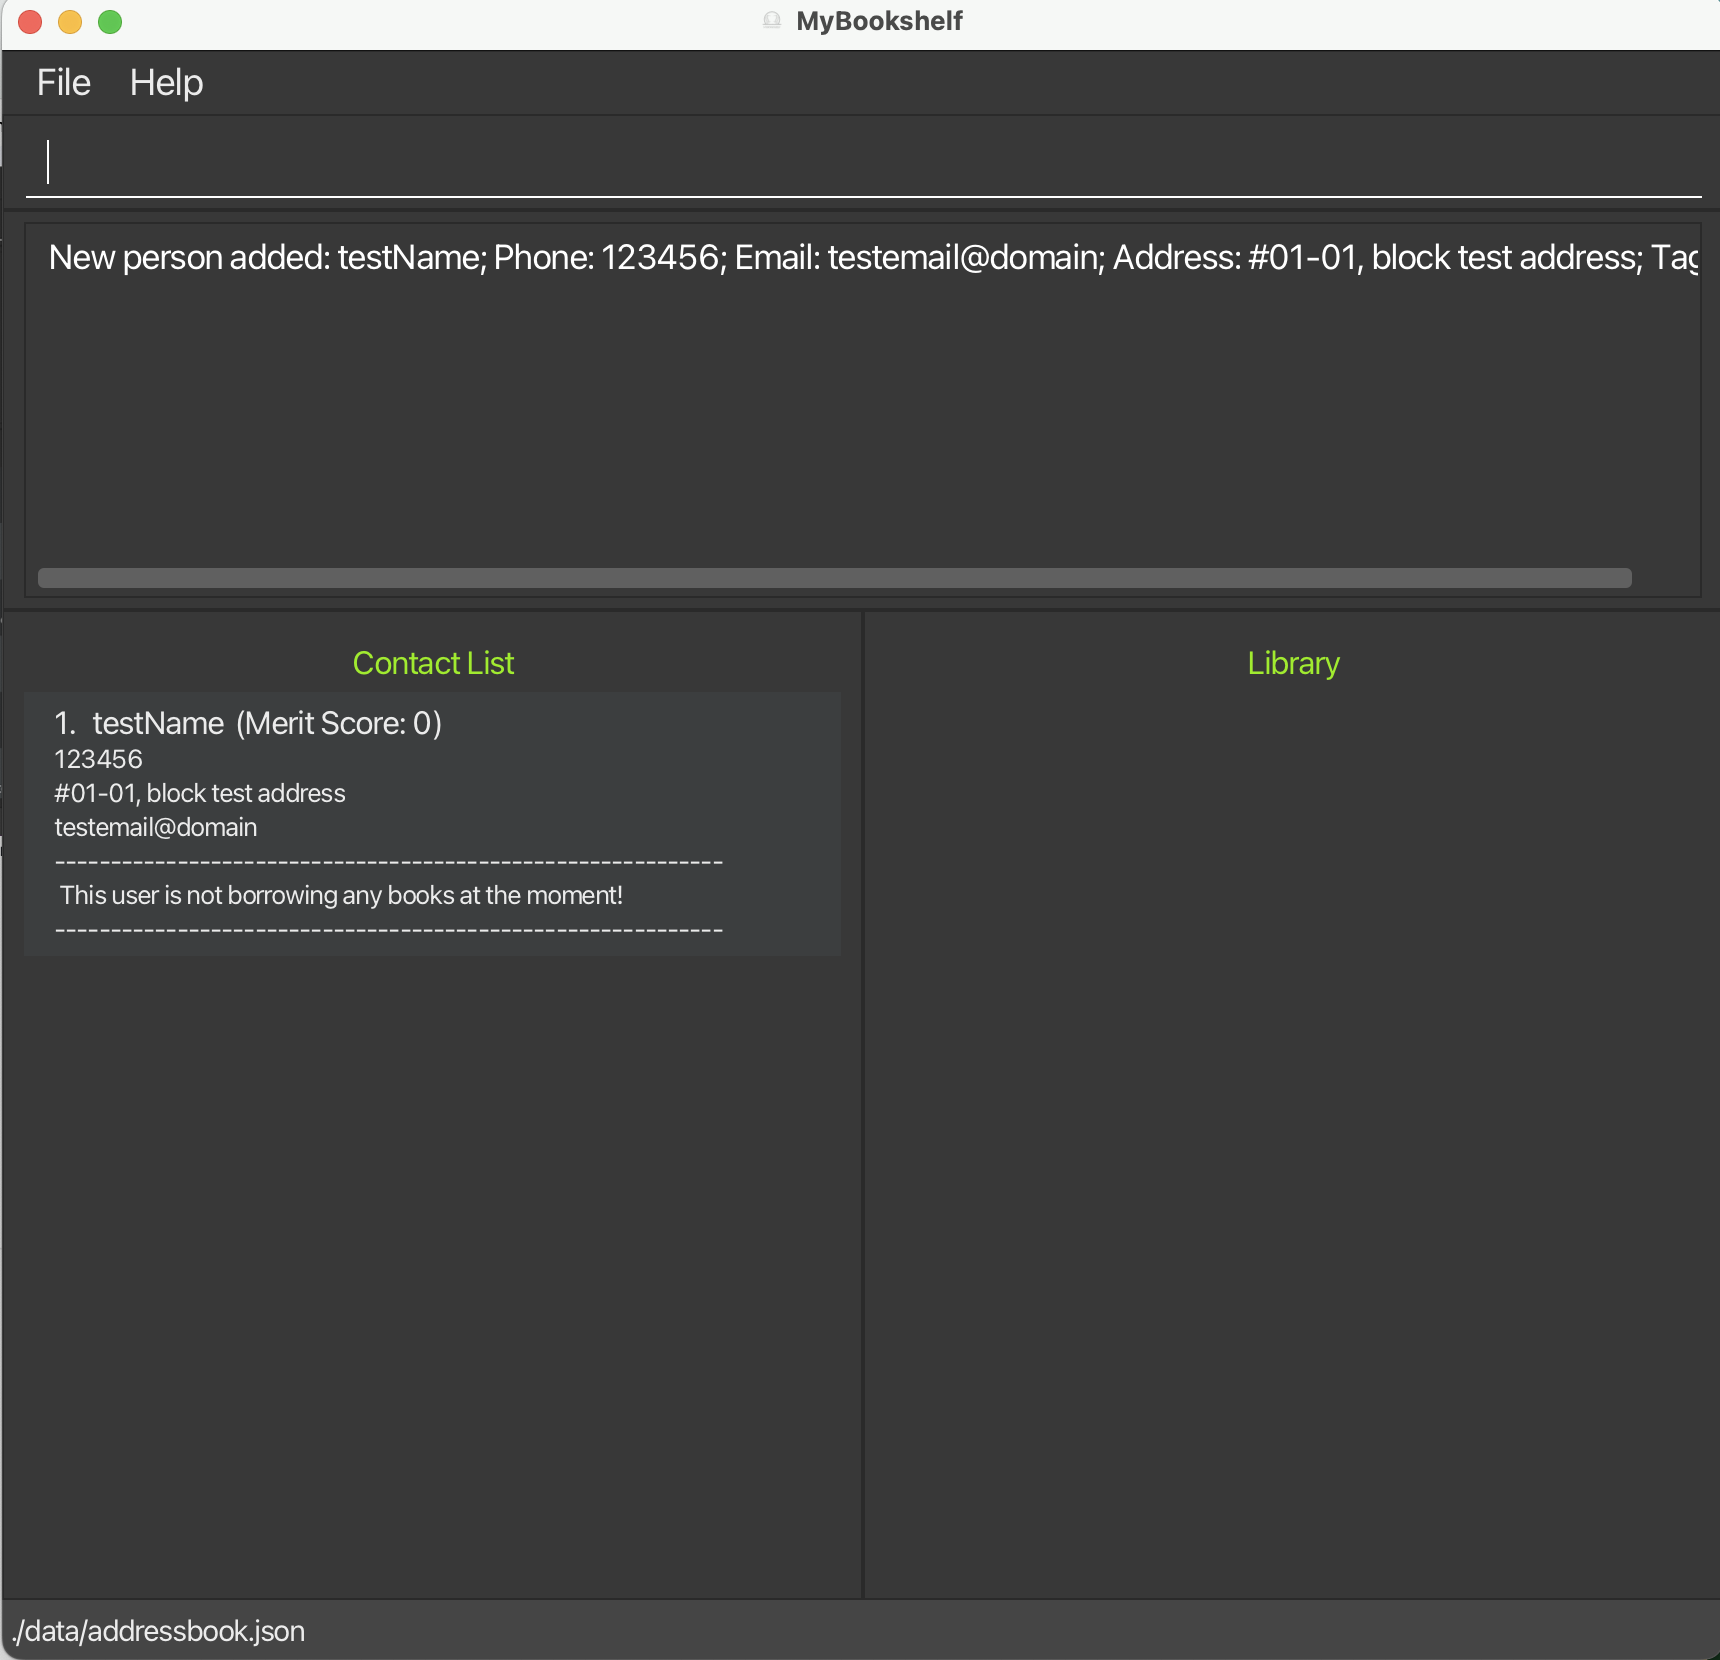 MyBookshelf
File Help
New person added: testName; Phone: 123456; Email: testemail@domain; Address: #01-01, block test address; Tag
Contact List
1. testName (Merit Score: 0)
123456
#01-01, block test address
testemail@domain
------------------------------------------------------------
This user is not borrowing any books at the moment!
------------------------------------------------------------
Library
./data/addressbook.json